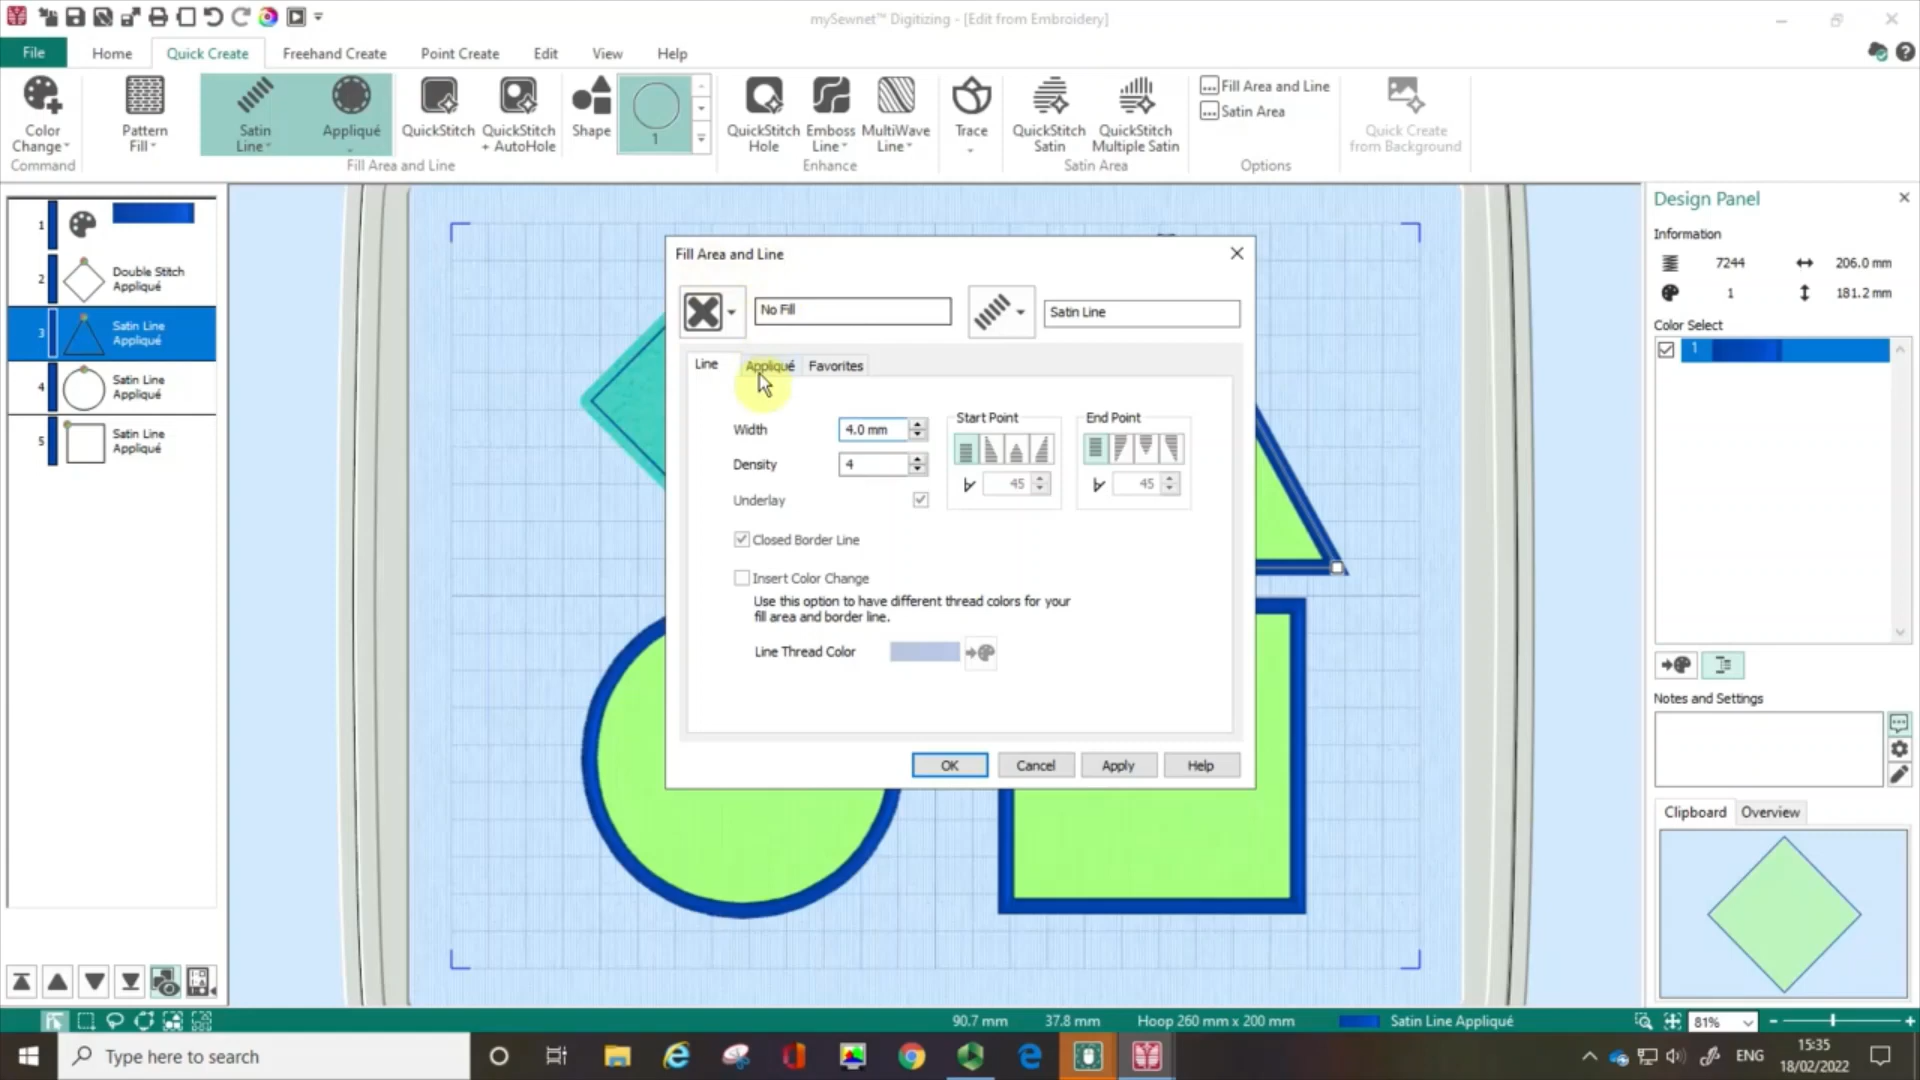 mySewnet™ Digitizing - [Edit from Embroidery]
File
Home
Quick Create
Freehand Create
Point Create
Edit
View
Help
Color Change
Pattern Fill
Satin Line
Appliqué
QuickStitch
QuickStitch + AutoHole
Shape
1
QuickStitch Hole
Emboss Line
MultiWave Line
Trace
QuickStitch Satin
QuickStitch Multiple Satin
Fill Area and Line
Satin Area
Quick Create from Background
Command
Fill Area and Line
Enhance
Satin Area
Options
1
2 Double Stitch Appliqué
3 Satin Line Appliqué
4 Satin Line Appliqué
5 Satin Line Appliqué
Fill Area and Line
No Fill
Satin Line
Line
Appliqué
Favorites
Width
4.0 mm
Start Point
End Point
Density
4
45
45
Underlay
Closed Border Line
Insert Color Change
Use this option to have different thread colors for your
fill area and border line.
Line Thread Color
OK
Cancel
Apply
Help
Design Panel
Information
7244
206.0 mm
1
181.2 mm
Color Select
1
Notes and Settings
Clipboard
Overview
90.7 mm
37.8 mm
Hoop 260 mm x 200 mm
Satin Line Appliqué
81%
Type here to search
ENG
15:35
18/02/2022